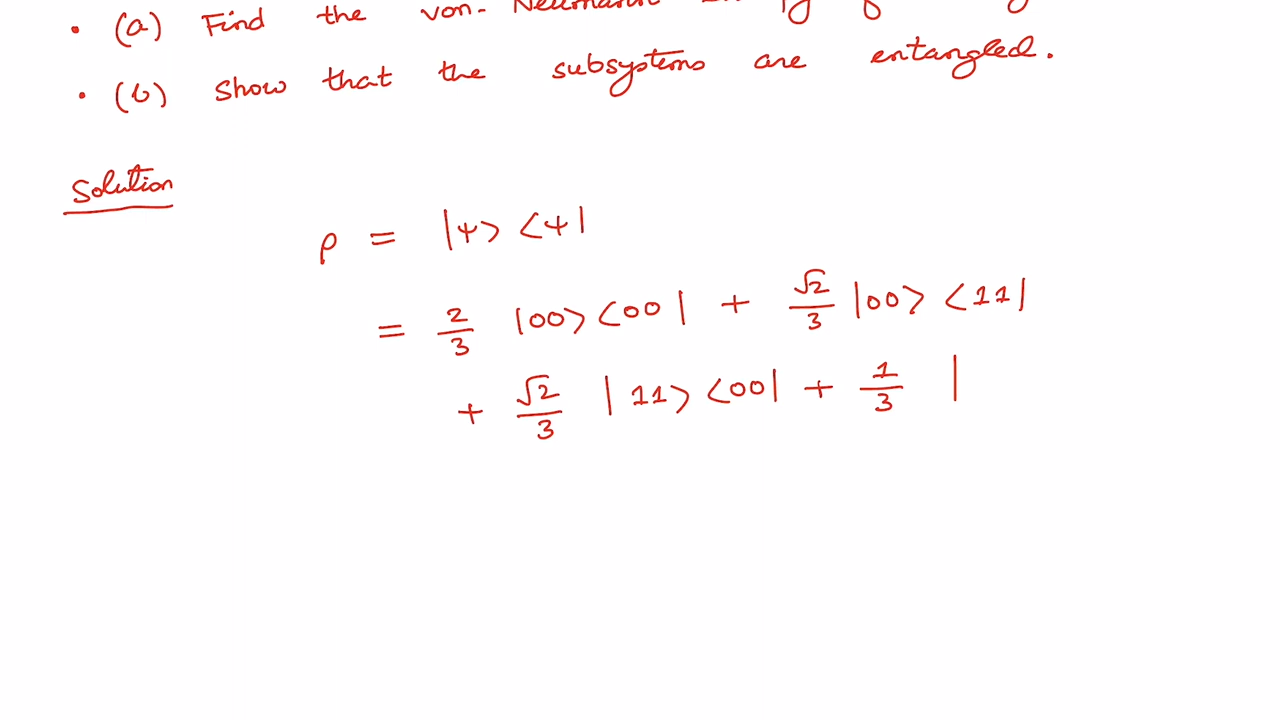 • (a) Find the von-
• (b) Show that the subsystems are entangled.
Solution
ρ = |ψ> <ψ|
= 2/3 |00> <00| + √2/3 |00> <11|
+ √2/3 |11> <00| + 1/3 |